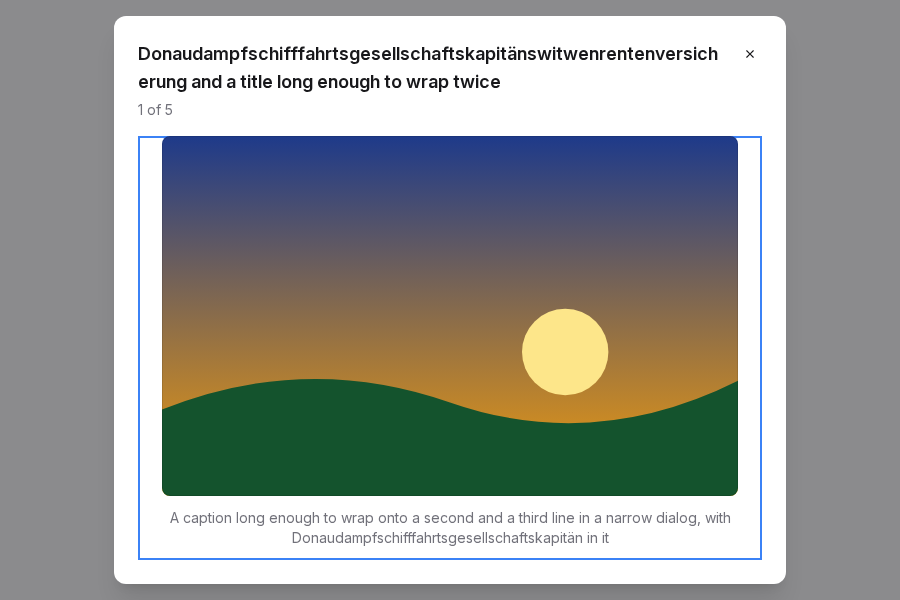 Donaudampfschifffahrtsgesellschaftskapitänswitwenrentenversich
erung and a title long enough to wrap twice
1 of 5
A caption long enough to wrap onto a second and a third line in a narrow dialog, with
Donaudampfschifffahrtsgesellschaftskapitän in it